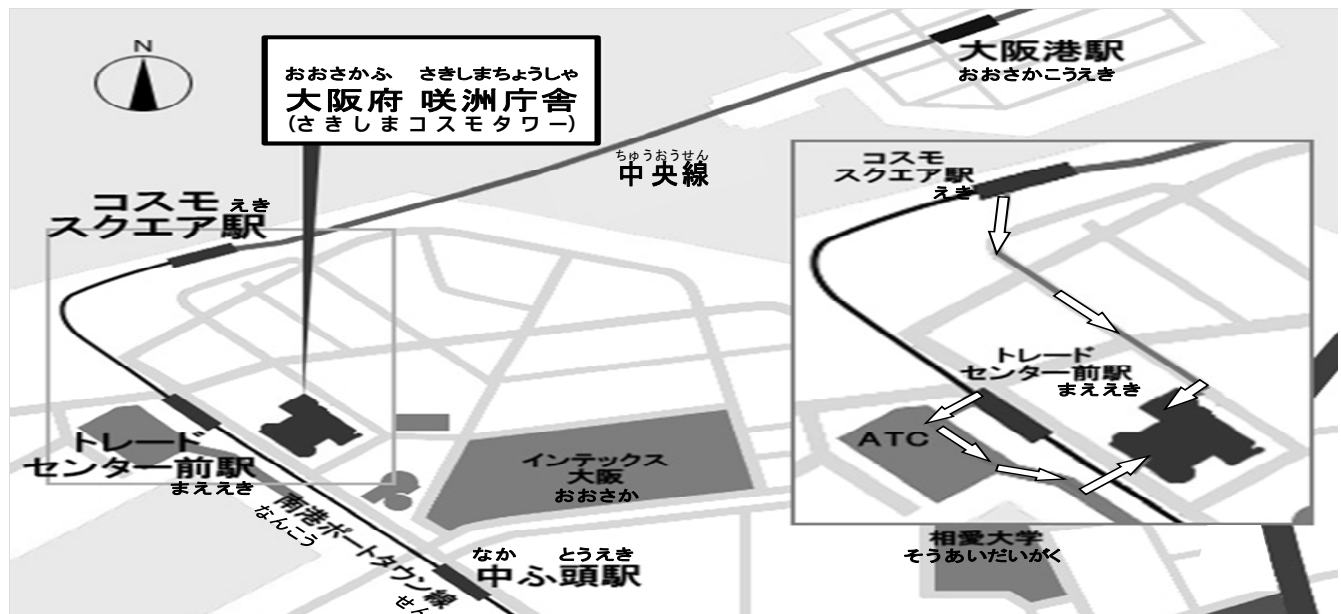 N
おおさかふ さきしまちょうしゃ
大阪府 咲洲庁舎
(さきしまコスモタワー)
大阪港駅
おおさかこうえき
ちゅうおうせん
中央線
コスモ
スクエア駅
えき
トレード
センター前駅
まええき
インテックス
大阪
おおさか
南港ポートタウン線
なんこう
せん
なか とうえき
中ふ頭駅
コスモ
スクエア駅
えき
トレード
センター前駅
まええき
ATC
相愛大学
そうあいだいがく